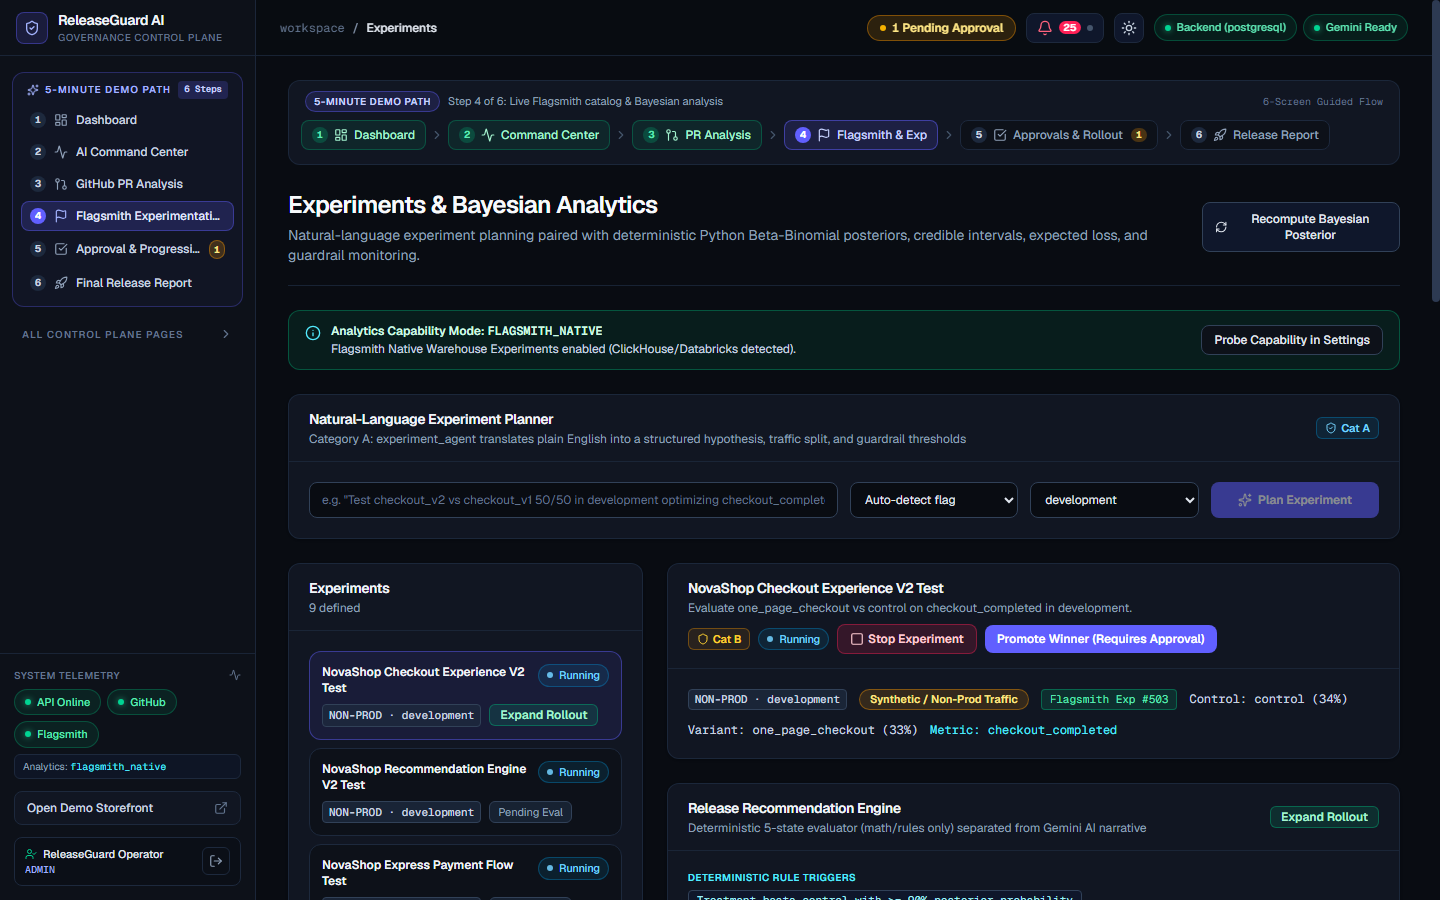 ReleaseGuard AI
GOVERNANCE CONTROL PLANE
5-MINUTE DEMO PATH
6 Steps
1 Dashboard
2 AI Command Center
3 GitHub PR Analysis
4 Flagsmith Experimentati...
5 Approval & Progressi... 1
6 Final Release Report
ALL CONTROL PLANE PAGES
SYSTEM TELEMETRY
API Online
GitHub
Flagsmith
Analytics: flagsmith_native
Open Demo Storefront
ReleaseGuard Operator
ADMIN
workspace / Experiments
1 Pending Approval
25
Backend (postgresql)
Gemini Ready
5-MINUTE DEMO PATH
Step 4 of 6: Live Flagsmith catalog & Bayesian analysis
6-Screen Guided Flow
1 Dashboard
2 Command Center
3 PR Analysis
4 Flagsmith & Exp
5 Approvals & Rollout 1
6 Release Report
Experiments & Bayesian Analytics
Natural-language experiment planning paired with deterministic Python Beta-Binomial posteriors, credible intervals, expected loss, and
guardrail monitoring.
Recompute Bayesian
Posterior
Analytics Capability Mode: FLAGSMITH_NATIVE
Flagsmith Native Warehouse Experiments enabled (ClickHouse/Databricks detected).
Probe Capability in Settings
Natural-Language Experiment Planner
Category A: experiment_agent translates plain English into a structured hypothesis, traffic split, and guardrail thresholds
Cat A
e.g. "Test checkout_v2 vs checkout_v1 50/50 in development optimizing checkout_complet
Auto-detect flag
development
Plan Experiment
Experiments
9 defined
NovaShop Checkout Experience V2
Test
Running
NON-PROD · development
Expand Rollout
NovaShop Recommendation Engine
V2 Test
Running
NON-PROD · development
Pending Eval
NovaShop Express Payment Flow
Test
Running
NovaShop Checkout Experience V2 Test
Evaluate one_page_checkout vs control on checkout_completed in development.
Cat B
Running
Stop Experiment
Promote Winner (Requires Approval)
NON-PROD · development
Synthetic / Non-Prod Traffic
Flagsmith Exp #503
Control: control (34%)
Variant: one_page_checkout (33%)
Metric: checkout_completed
Release Recommendation Engine
Deterministic 5-state evaluator (math/rules only) separated from Gemini AI narrative
Expand Rollout
DETERMINISTIC RULE TRIGGERS
Treatment beats control with >= 90% posterior probability